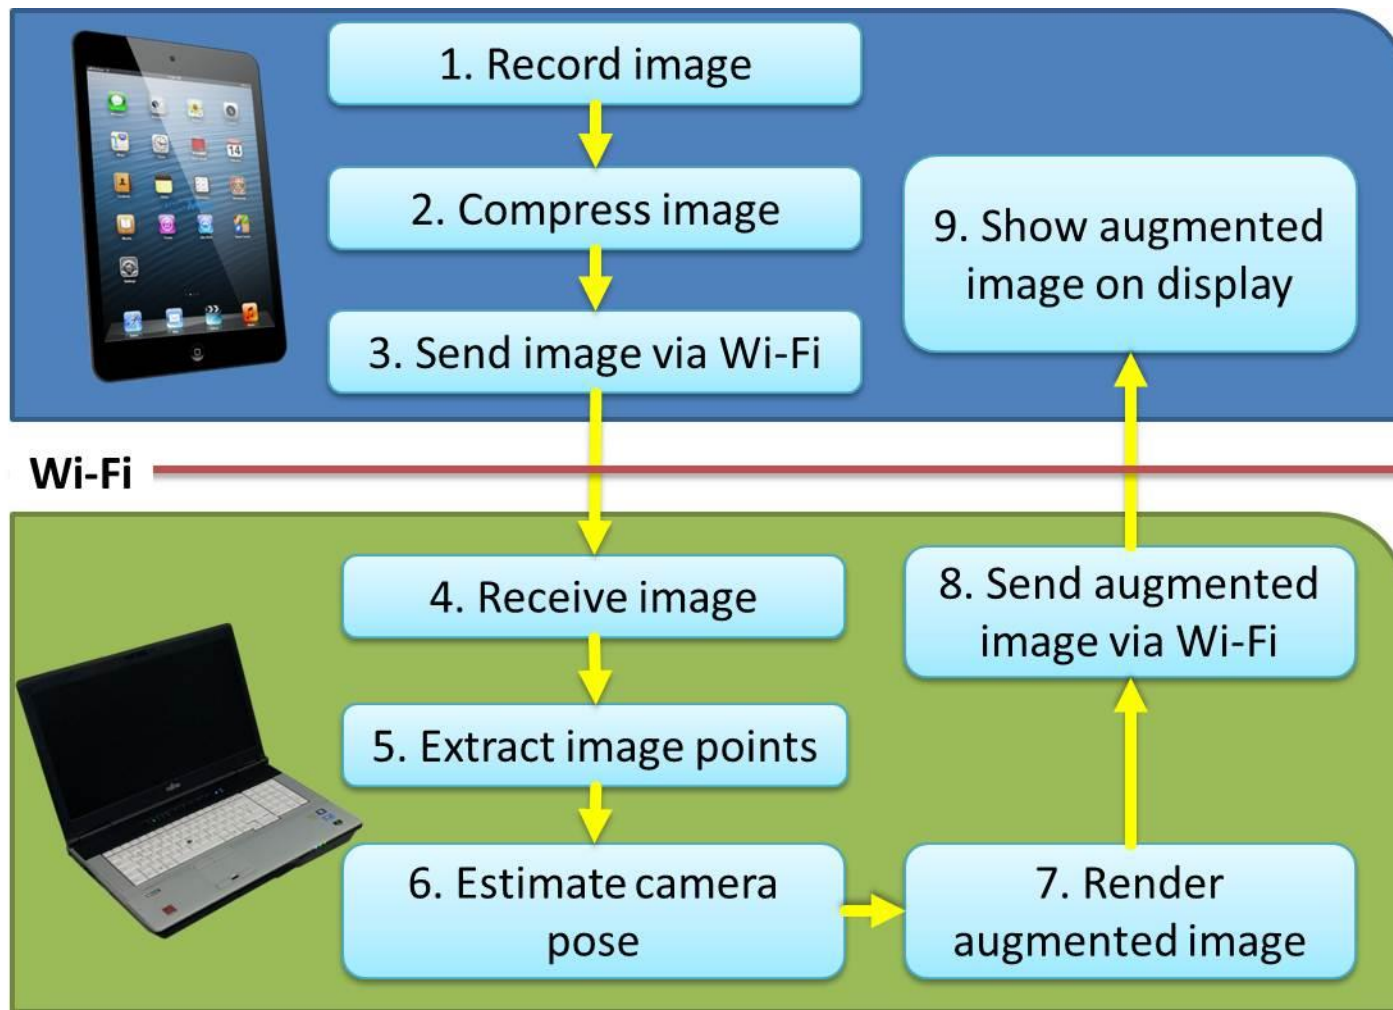 1. Record image
2. Compress image
3. Send image via Wi-Fi
9. Show augmented
image on display
Wi-Fi
4. Receive image
5. Extract image points
6. Estimate camera
pose
7. Render
augmented image
8. Send augmented
image via Wi-Fi